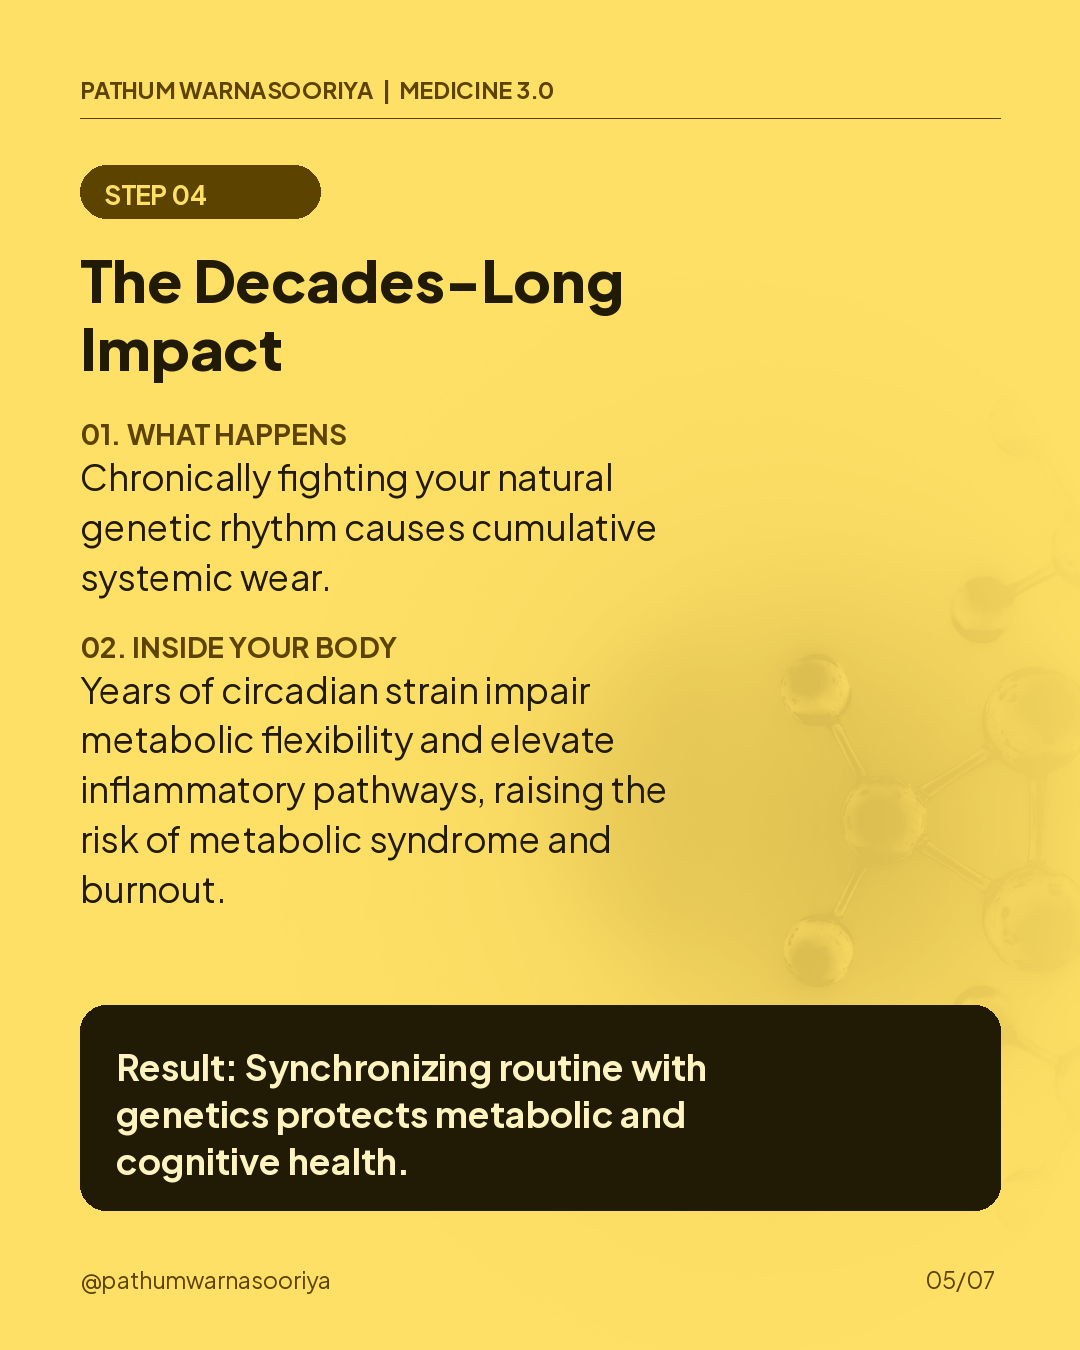 PATHUM WARNASOORIYA | MEDICINE 3.0
STEP 04
The Decades-Long
Impact
01. WHAT HAPPENS
Chronically fighting your natural
genetic rhythm causes cumulative
systemic wear.
02. INSIDE YOUR BODY
Years of circadian strain impair
metabolic flexibility and elevate
inflammatory pathways, raising the
risk of metabolic syndrome and
burnout.
Result: Synchronizing routine with
genetics protects metabolic and
cognitive health.
@pathumwarnasooriya
05/07